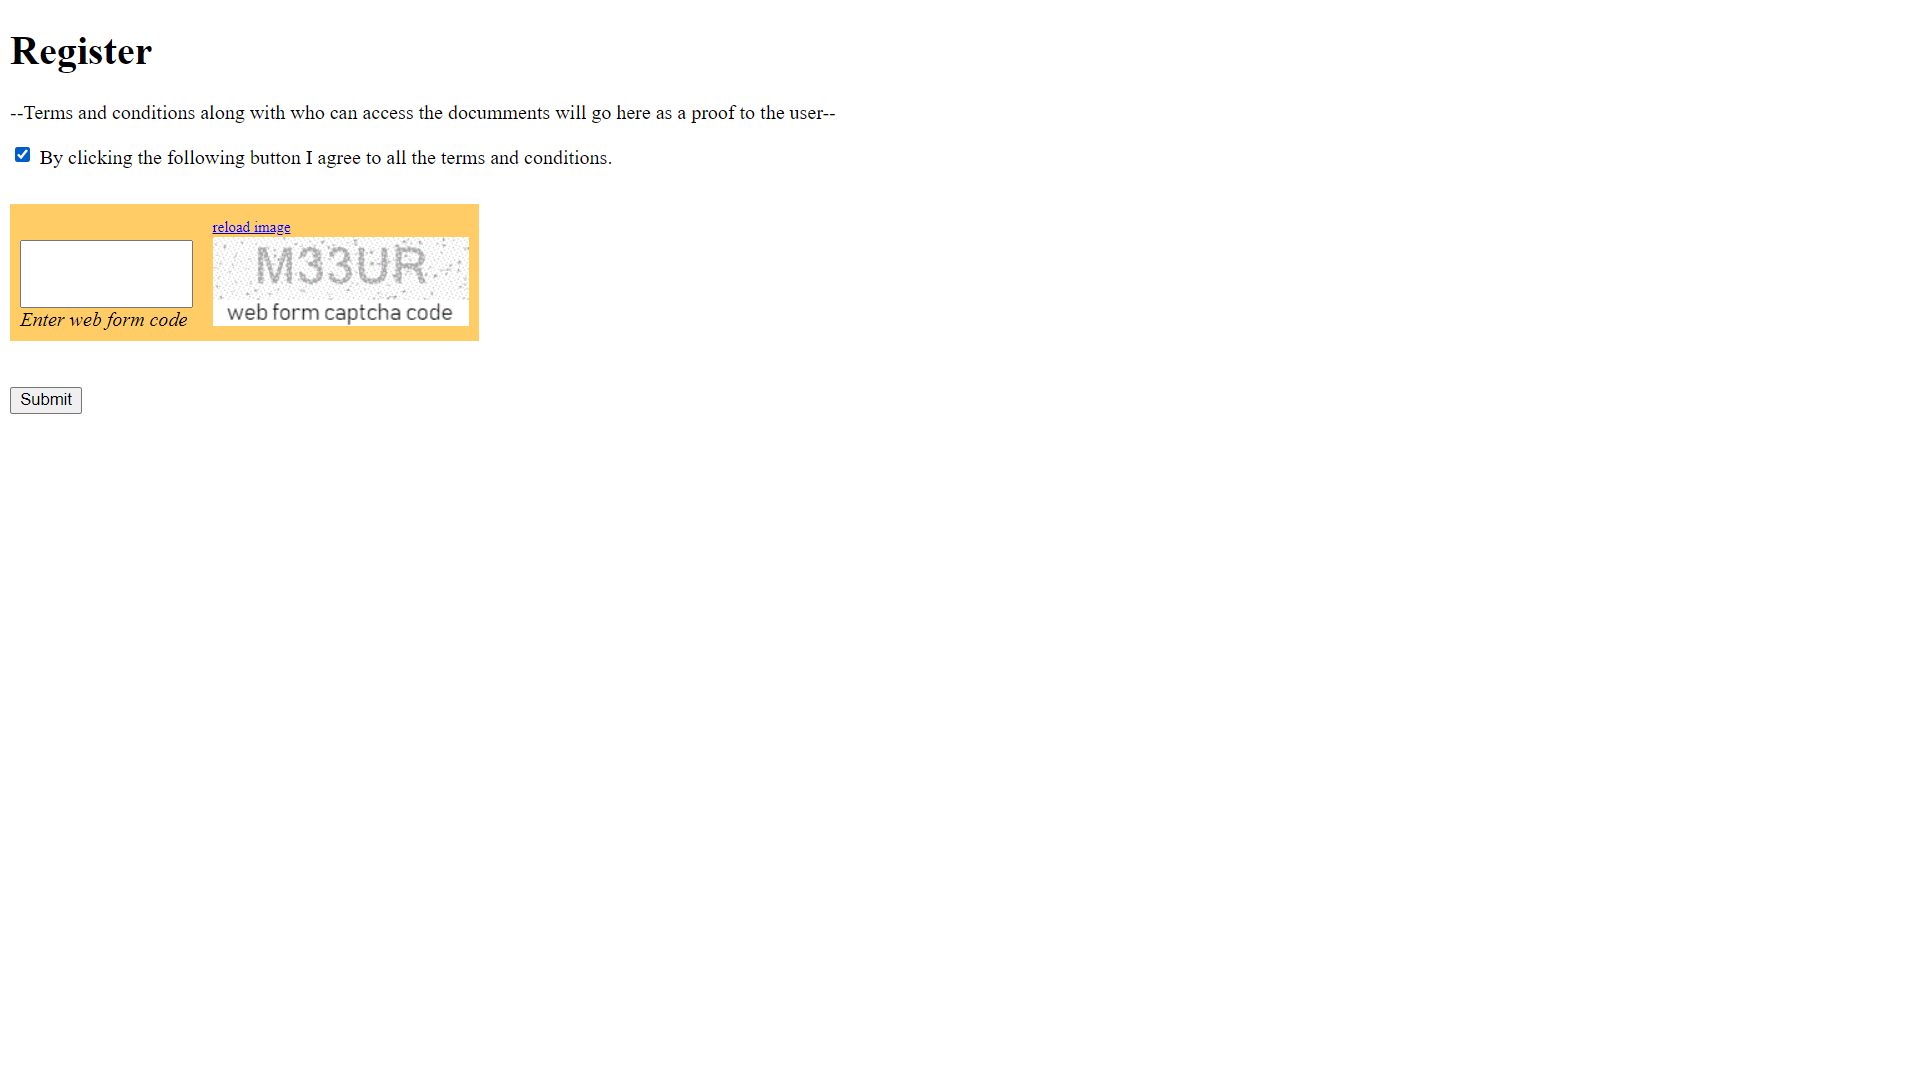 Register
--Terms and conditions along with who can access the documments will go here as a proof to the user--
By clicking the following button I agree to all the terms and conditions.
reload image
M33UR
web form captcha code
Enter web form code
Submit